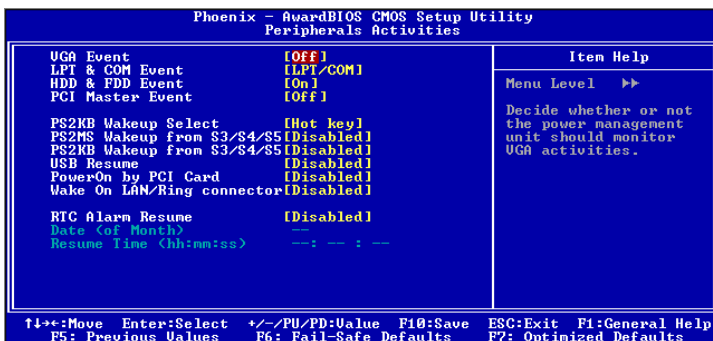 Phoenix - AwardBIOS CMOS Setup Utility
Peripherals Activities
VGA Event [Off]
LPT & COM Event [LPT/COM]
HDD & FDD Event [On]
PCI Master Event [Off]
PS2KB Wakeup Select [Hot key]
PS2MS Wakeup from S3/S4/S5[Disabled]
PS2KB Wakeup from S3/S4/S5[Disabled]
USB Resume [Disabled]
PowerOn by PCI Card [Disabled]
Wake On LAN/Ring connector[Disabled]
RTC Alarm Resume [Disabled]
Date (of Month) --
Resume Time (hh:mm:ss) --: -- : --
Item Help
Menu Level ▶▶
Decide whether or not
the power management
unit should monitor
VGA activities.
↑↓→←:Move Enter:Select +/-/PU/PD:Value F10:Save ESC:Exit F1:General Help
F5: Previous Values F6: Fail-Safe Defaults F7: Optimized Defaults